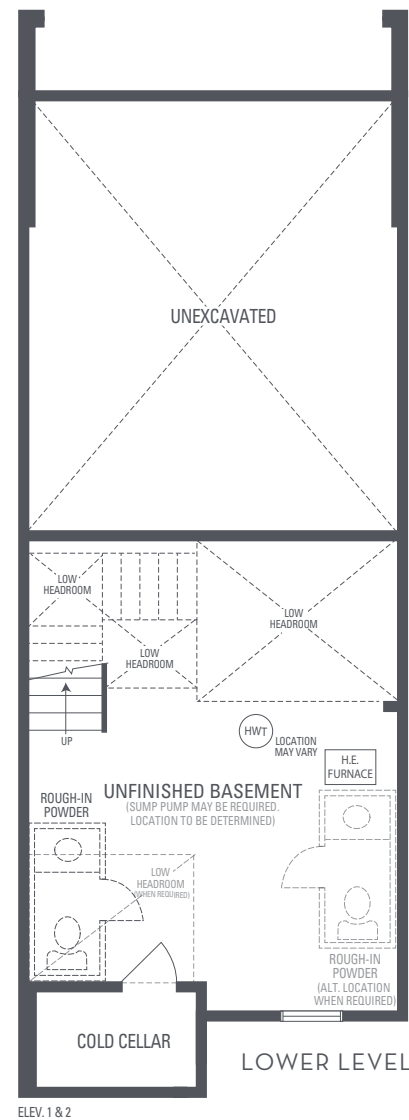 UNEXCAVATED
LOW
HEADROOM
LOW
HEADROOM
LOW
HEADROOM
UP
HWT
LOCATION
MAY VARY
H.E.
FURNACE
UNFINISHED BASEMENT
(SUMP PUMP MAY BE REQUIRED.
LOCATION TO BE DETERMINED)
ROUGH-IN
POWDER
LOW
HEADROOM
(WHEN REQUIRED)
ROUGH-IN
POWDER
(ALT. LOCATION
WHEN REQUIRED)
COLD CELLAR
LOWER LEVEL
ELEV. 1 & 2